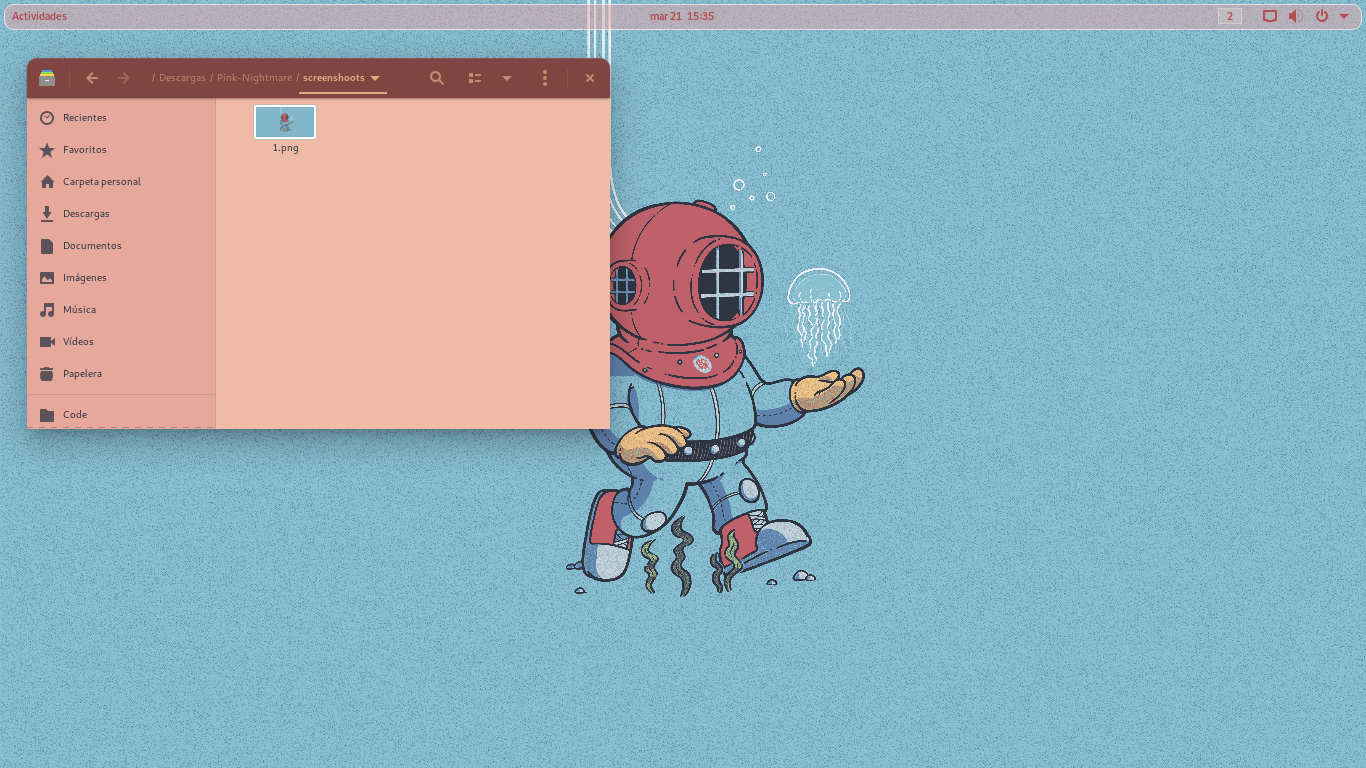 Actividades
mar 21 15:35
2
/ Descargas / Pink-Nightmare / screenshoots
Recientes
Favoritos
Carpeta personal
Descargas
Documentos
Imágenes
Música
Vídeos
Papelera
Code
1.png